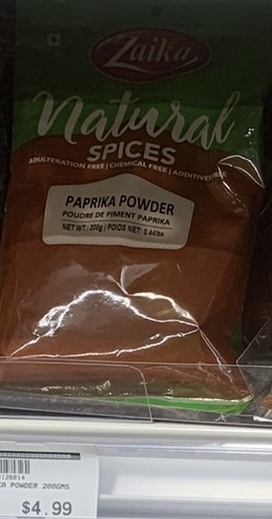 Zaika
Natural
SPICES
ADULTERATION FREE | CHEMICAL FREE | ADDITIVE FREE
PAPRIKA POWDER
POUDRE DE PIMENT PAPRIKA
NET WT.: 200g | POIDS NET: 0.44lbs
POWDER 200GMS
$4.99